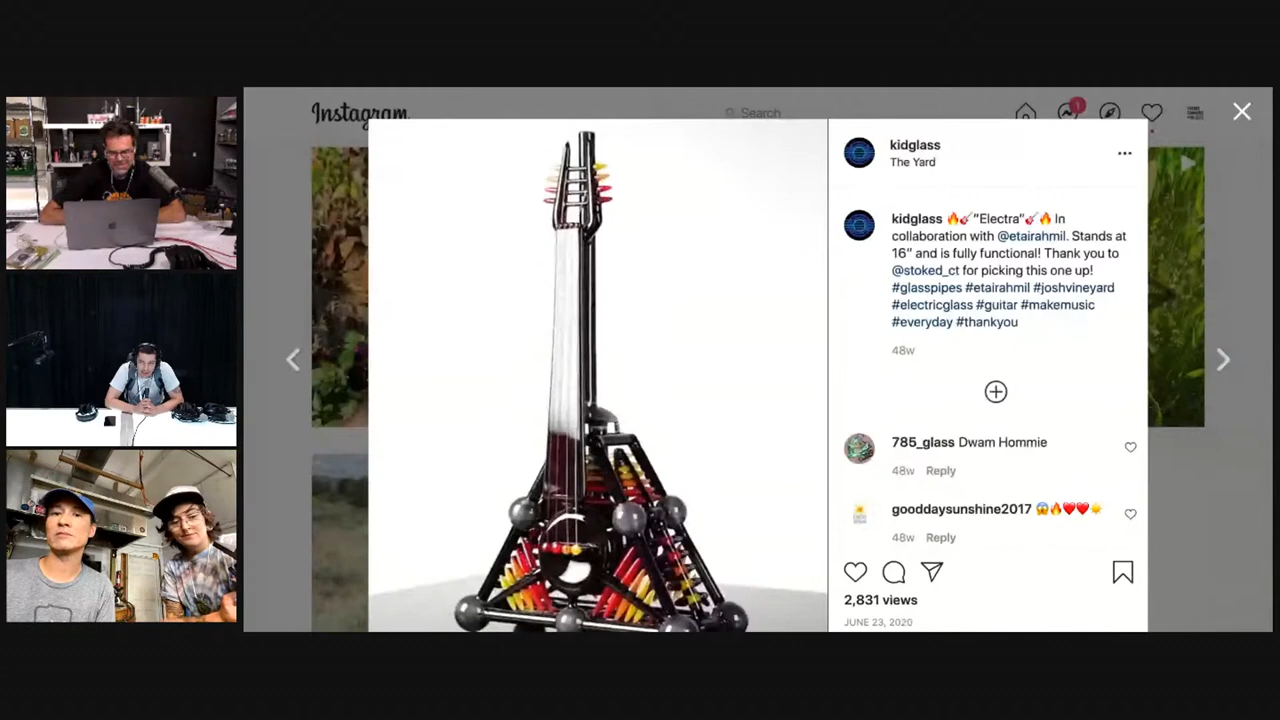 Instagram
Search
1
kidglass
The Yard
kidglass 🔥🎸"Electra"🎸🔥 In
collaboration with @etairahmil. Stands at
16" and is fully functional! Thank you to
@stoked_ct for picking this one up!
#glasspipes #etairahmil #joshvineyard
#electricglass #guitar #makemusic
#everyday #thankyou
48w
785_glass Dwam Hommie
48w Reply
gooddaysunshine2017 😱🔥❤️❤️☀️
48w Reply
2,831 views
JUNE 23, 2020